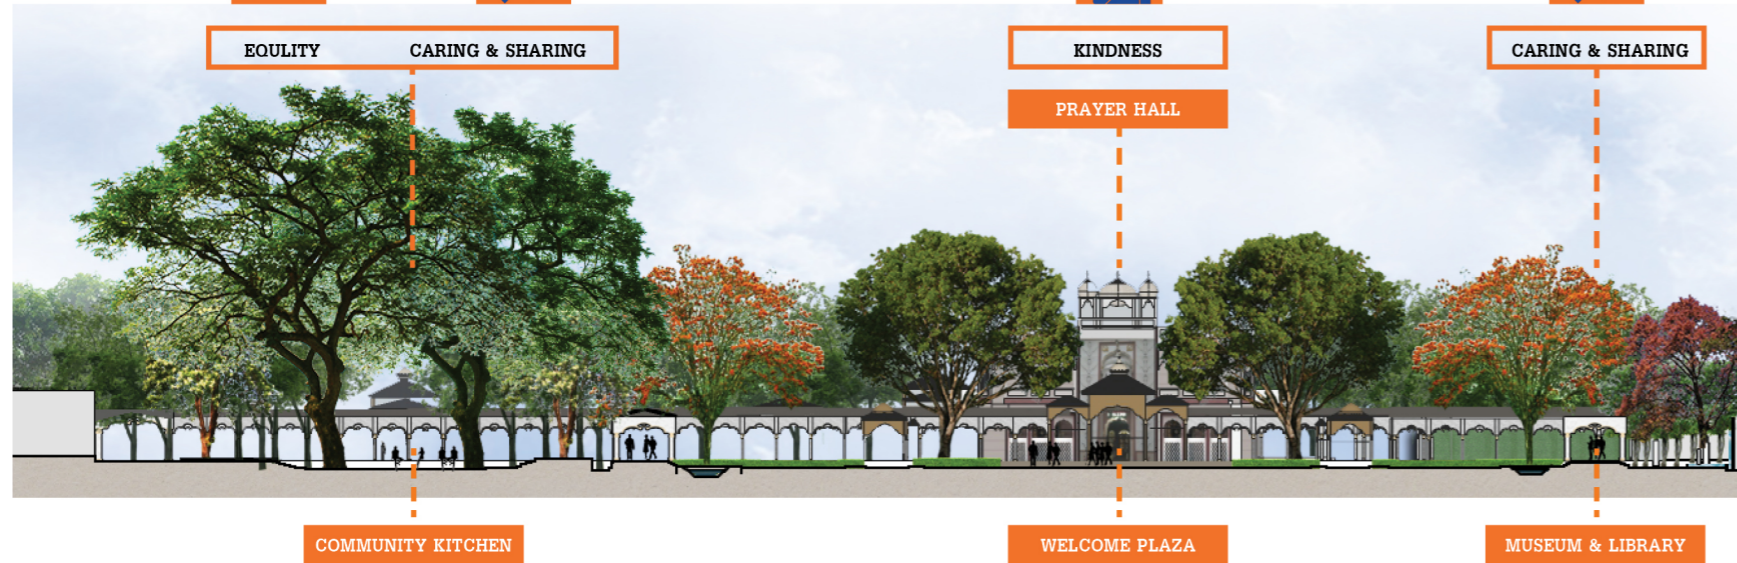 EQULITY CARING & SHARING
KINDNESS
CARING & SHARING
PRAYER HALL
COMMUNITY KITCHEN
WELCOME PLAZA
MUSEUM & LIBRARY